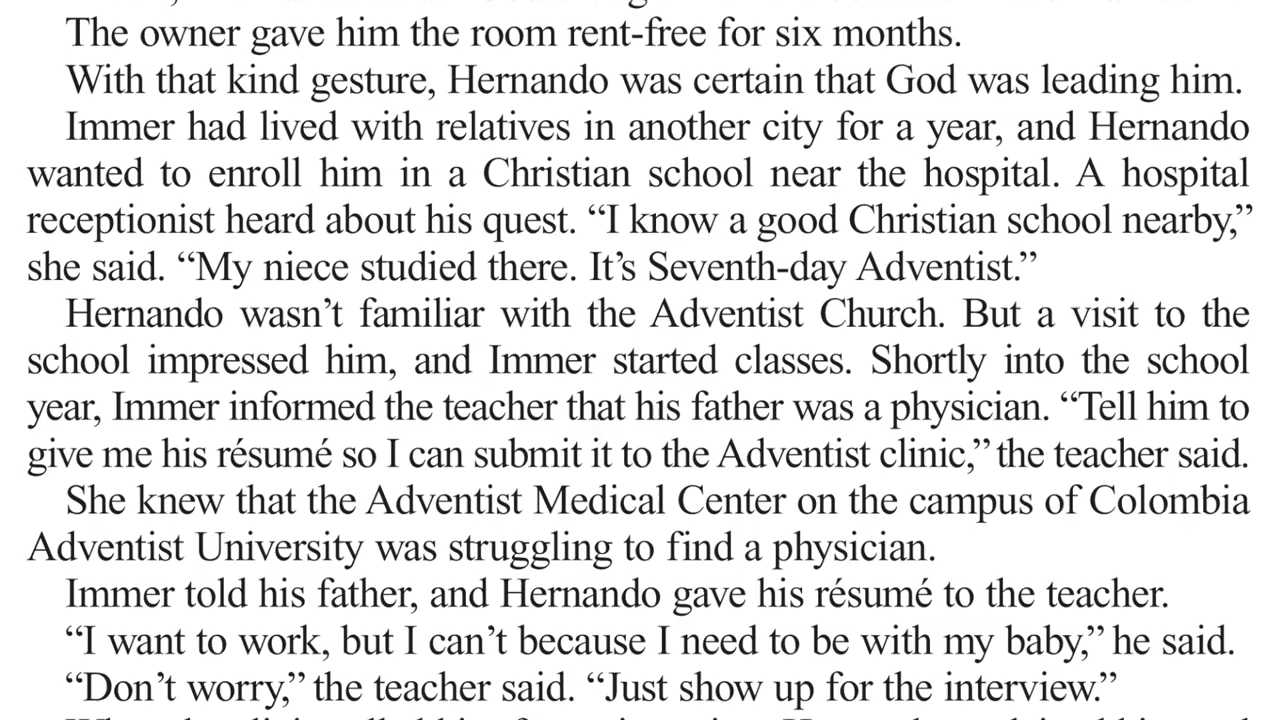 The owner gave him the room rent-free for six months.
With that kind gesture, Hernando was certain that God was leading him.
Immer had lived with relatives in another city for a year, and Hernando
wanted to enroll him in a Christian school near the hospital. A hospital
receptionist heard about his quest. “I know a good Christian school nearby,”
she said. “My niece studied there. It’s Seventh-day Adventist.”
Hernando wasn’t familiar with the Adventist Church. But a visit to the
school impressed him, and Immer started classes. Shortly into the school
year, Immer informed the teacher that his father was a physician. “Tell him to
give me his résumé so I can submit it to the Adventist clinic,” the teacher said.
She knew that the Adventist Medical Center on the campus of Colombia
Adventist University was struggling to find a physician.
Immer told his father, and Hernando gave his résumé to the teacher.
“I want to work, but I can’t because I need to be with my baby,” he said.
“Don’t worry,” the teacher said. “Just show up for the interview.”